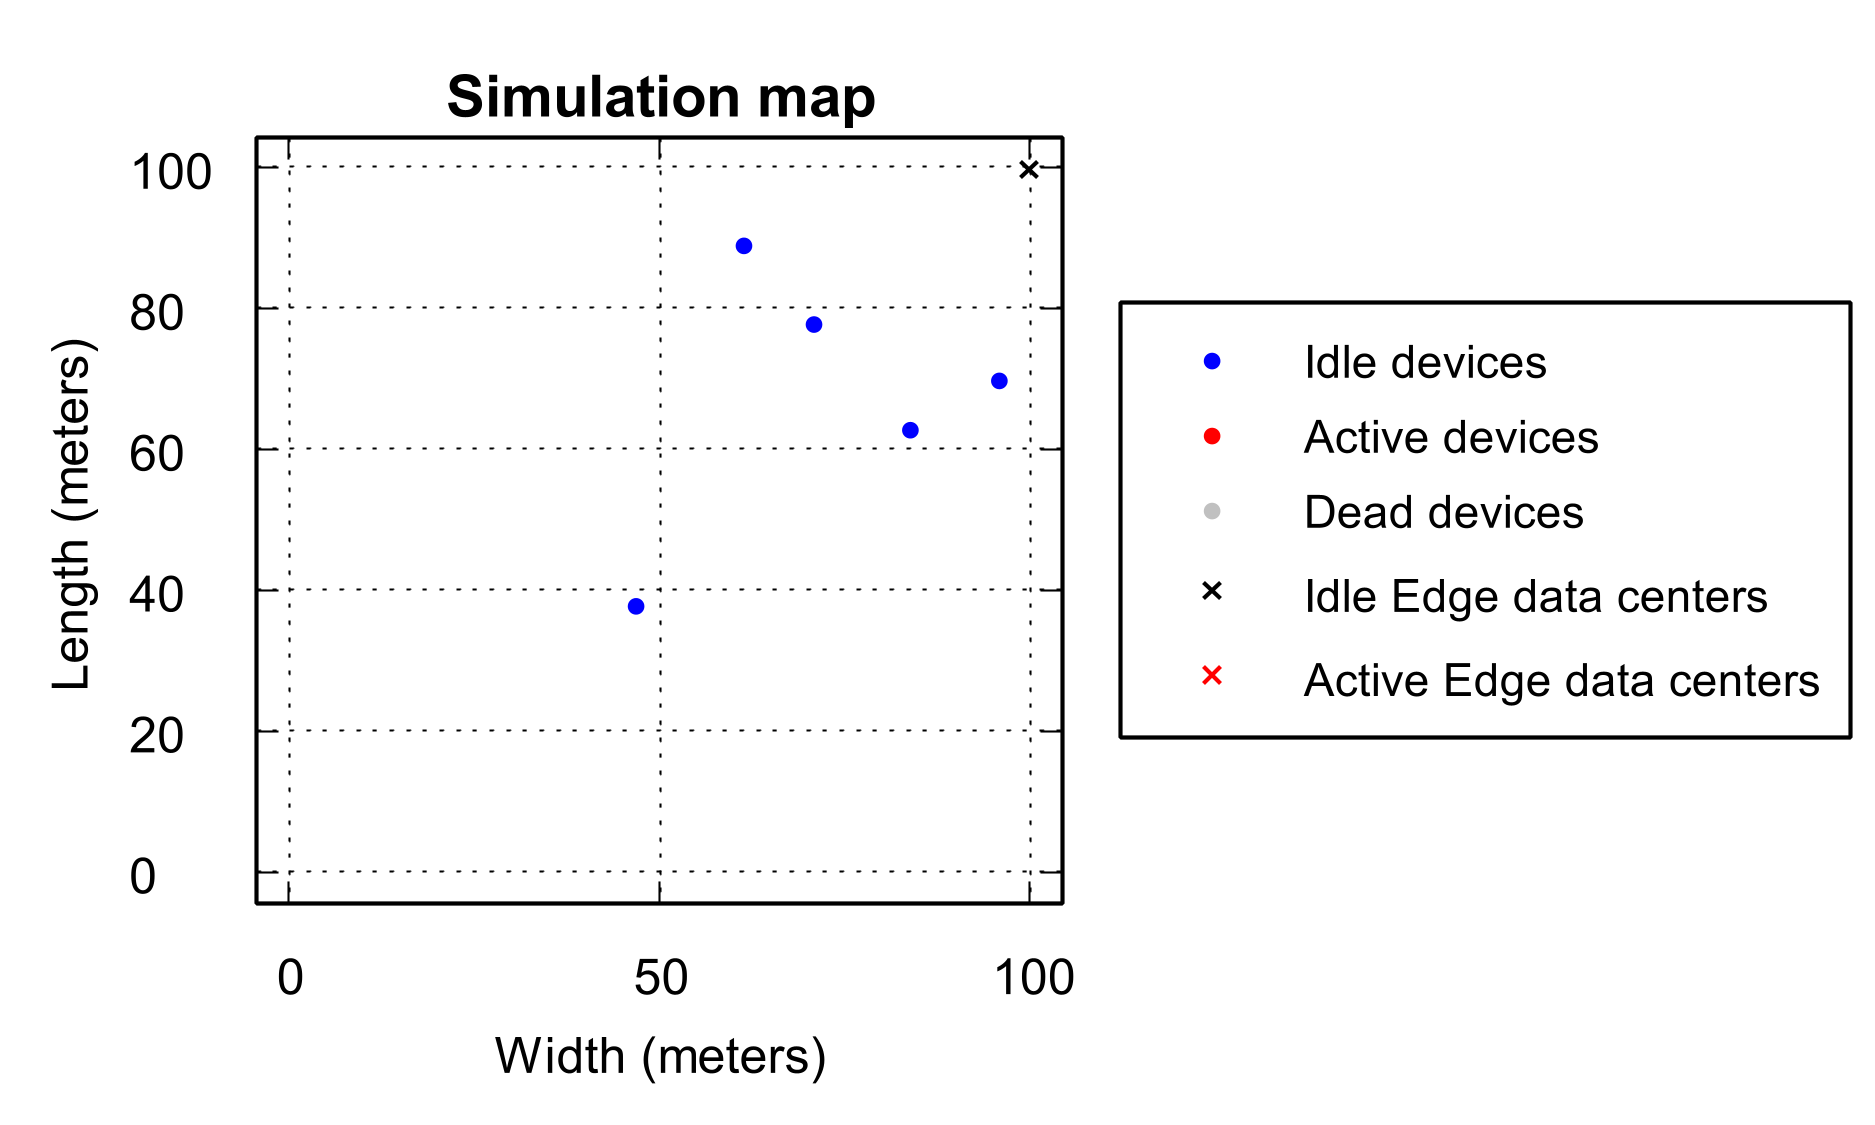 Simulation map
100
80
60
40
20
0
Length (meters)
0 50 100
Width (meters)
Idle devices
Active devices
Dead devices
Idle Edge data centers
Active Edge data centers